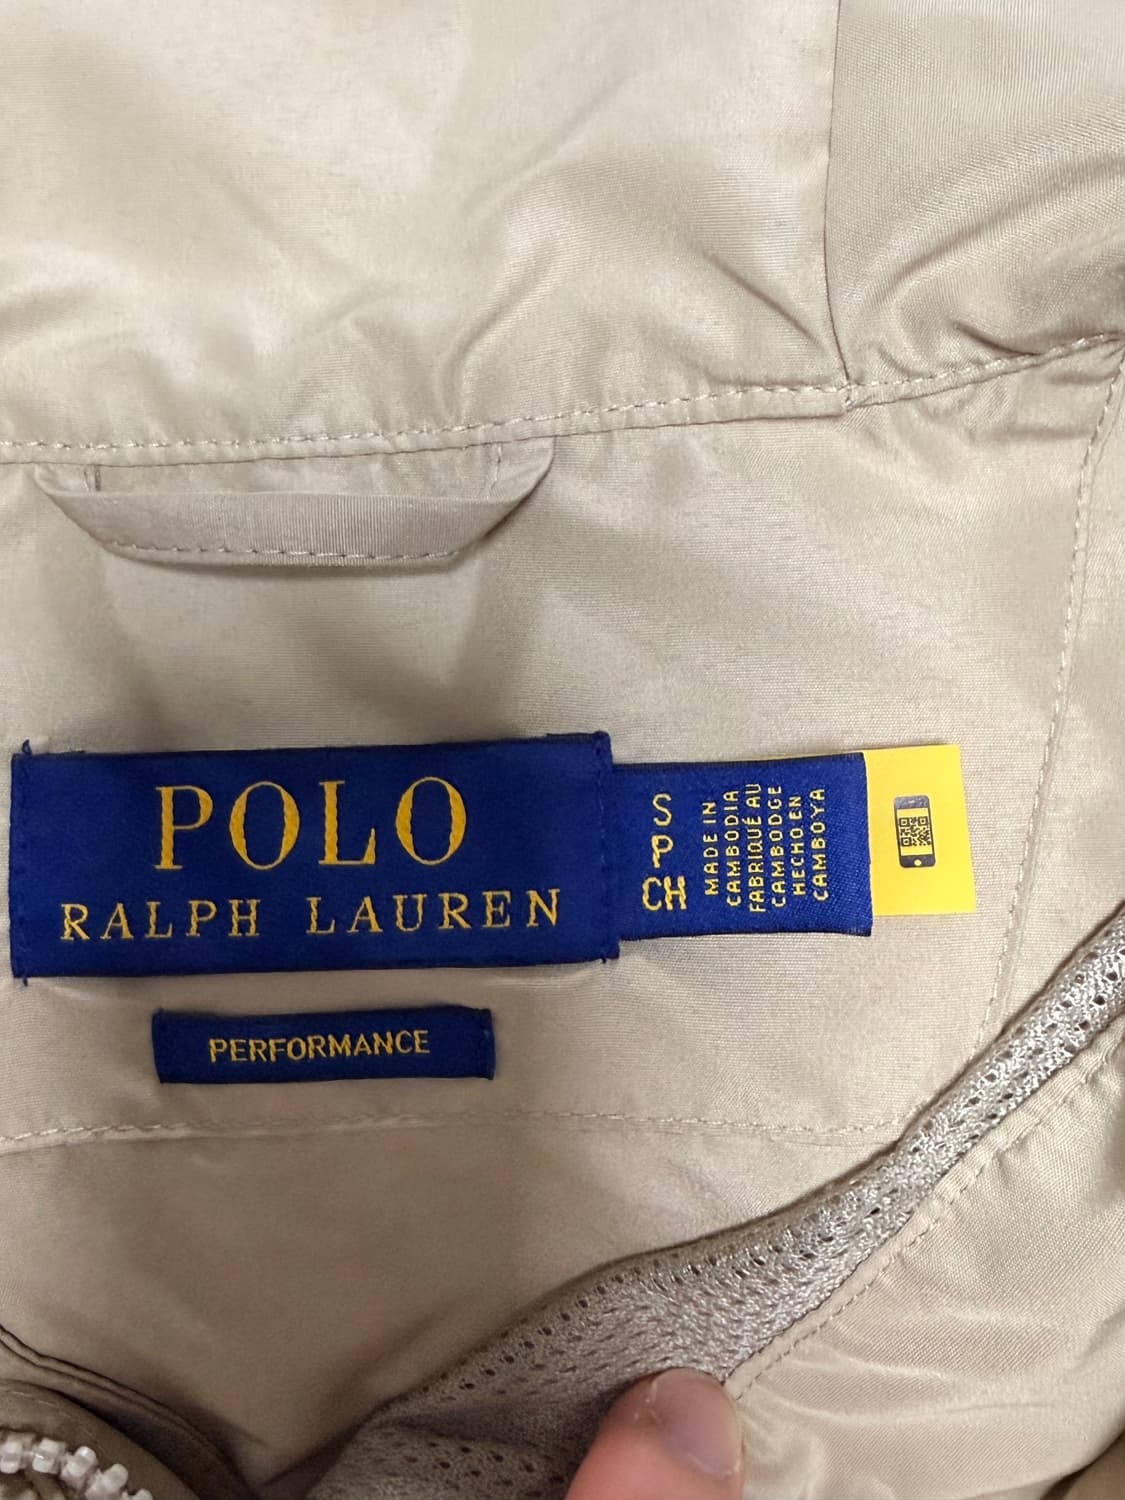 POLO
RALPH LAUREN
PERFORMANCE
S
P
CH
MADE IN
CAMBODIA
FABRIQUÉ AU
CAMBODGE
HECHO EN
CAMBOYA